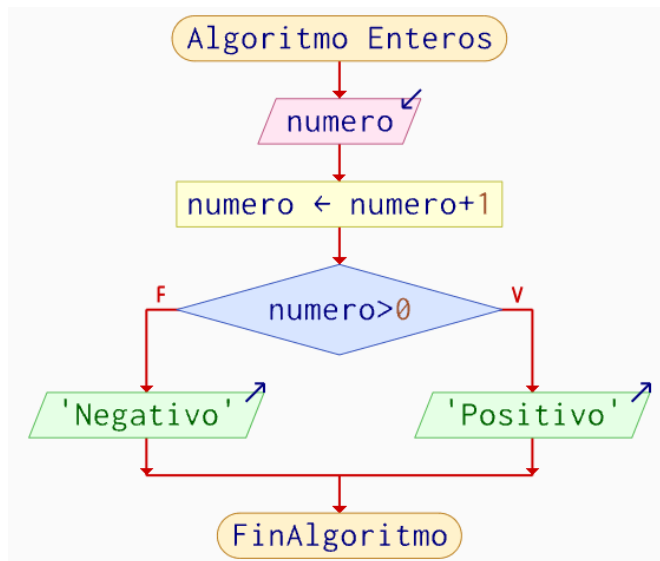 Algoritmo Enteros
numero
numero ← numero+1
numero>0
F
V
'Negativo'
'Positivo'
FinAlgoritmo